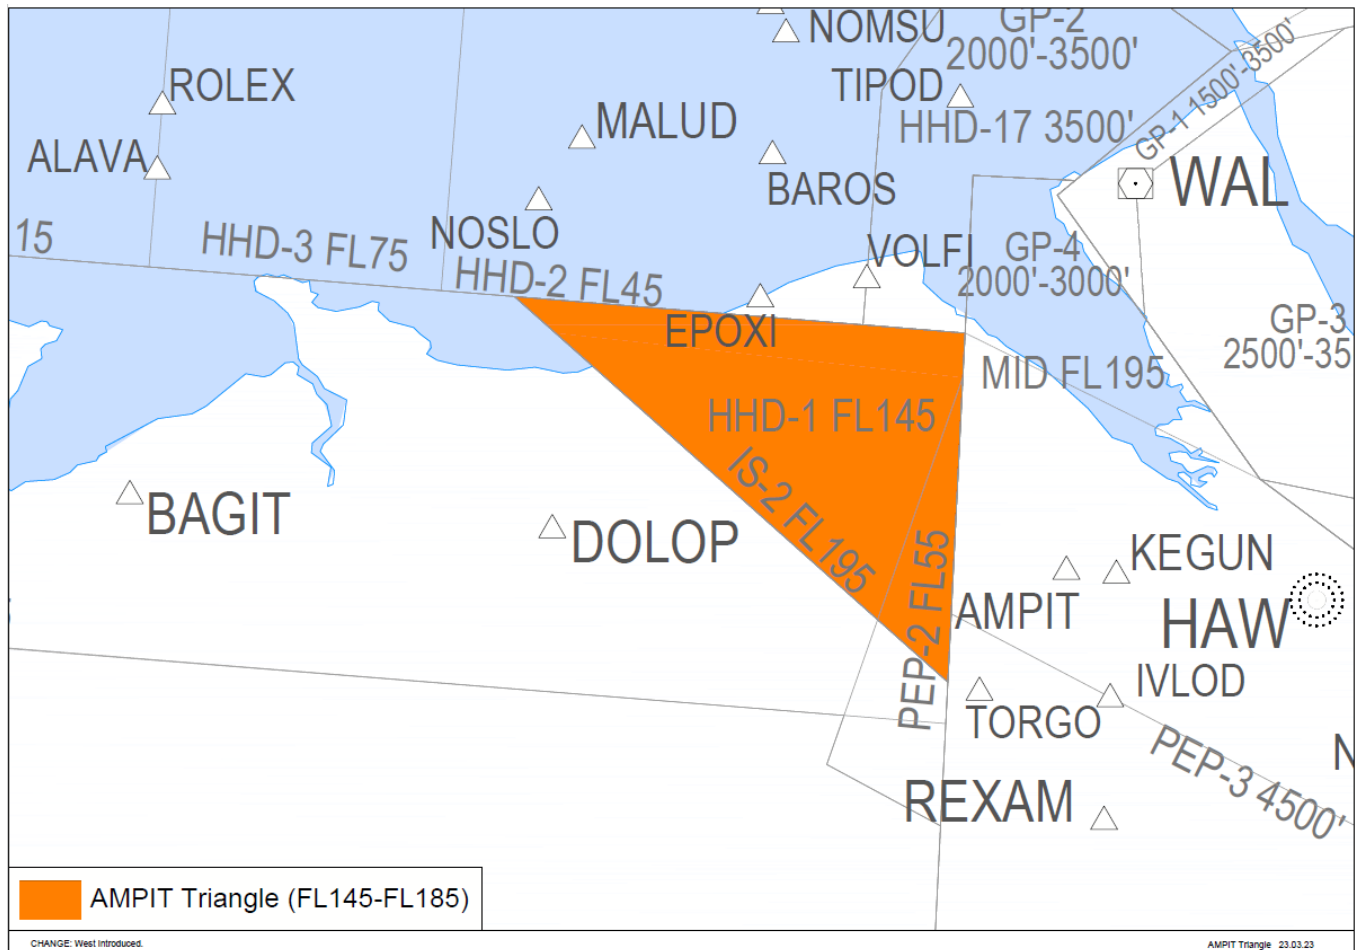 NOMSU
GP-2
2000'-3500'
ROLEX
TIPOD
MALUD
HHD-17 3500'
GP-1 1500'-3500'
ALAVA
WAL
BAROS
15
HHD-3 FL75
NOSLO
VOLFI
GP-4
2000'-3000'
HHD-2 FL45
EPOXI
GP-3
2500'-35
MID FL195
HHD-1 FL145
IS-2 FL195
BAGIT
DOLOP
PEP-2 FL55
KEGUN
AMPIT
HAW
IVLOD
TORGO
PEP-3 4500'
N
REXAM
AMPIT Triangle (FL145-FL185)
CHANGE: West Introduced.
AMPIT Triangle 23.03.23